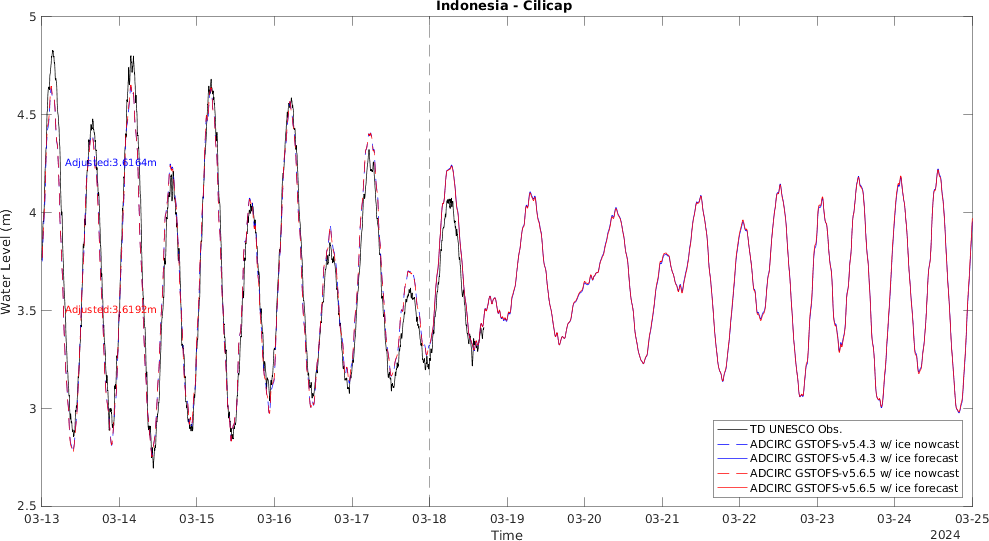 Indonesia - Cilicap
5
4.5
4
3.5
3
2.5
Water Level (m)
Adjusted:3.6164m
Adjusted:3.6192m
TD UNESCO Obs.
ADCIRC GSTOFS-v5.4.3 w/ ice nowcast
ADCIRC GSTOFS-v5.4.3 w/ ice forecast
ADCIRC GSTOFS-v5.6.5 w/ ice nowcast
ADCIRC GSTOFS-v5.6.5 w/ ice forecast
03-13 03-14 03-15 03-16 03-17 03-18 03-19 03-20 03-21 03-22 03-23 03-24 03-25
Time
2024